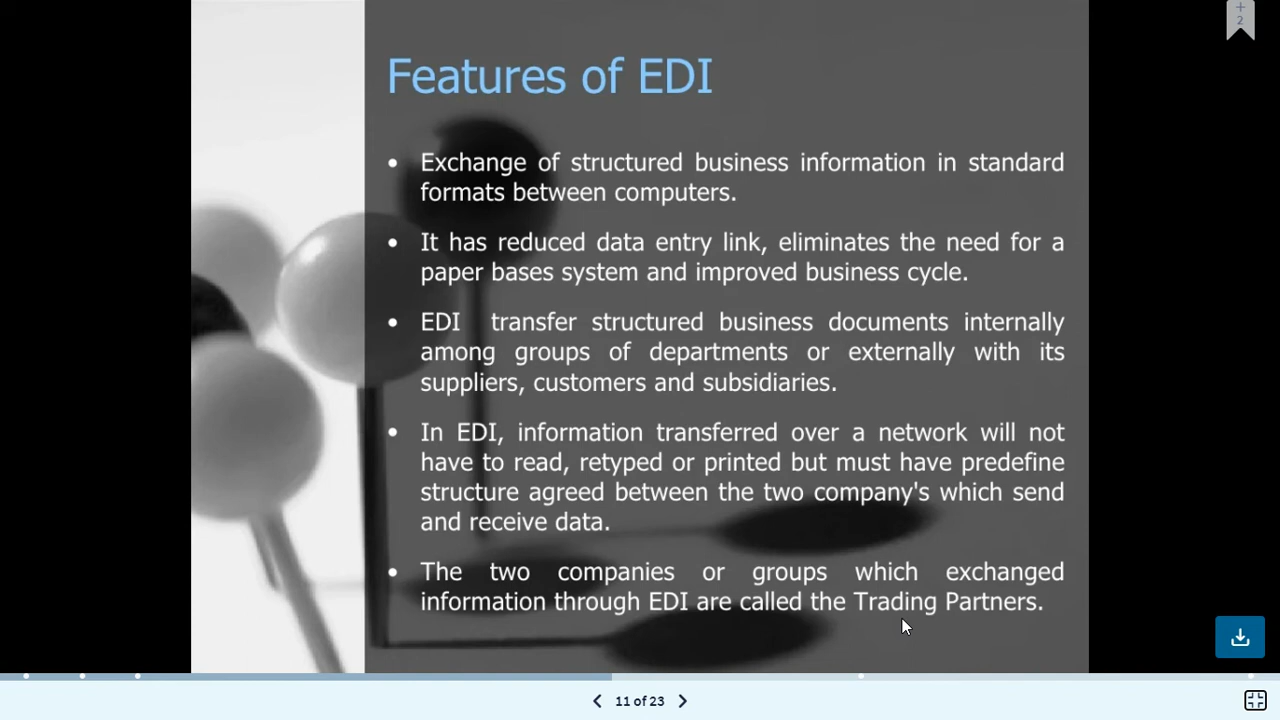 +
2
Features of EDI
• Exchange of structured business information in standard
formats between computers.
• It has reduced data entry link, eliminates the need for a
paper bases system and improved business cycle.
• EDI transfer structured business documents internally
among groups of departments or externally with its
suppliers, customers and subsidiaries.
• In EDI, information transferred over a network will not
have to read, retyped or printed but must have predefine
structure agreed between the two company's which send
and receive data.
• The two companies or groups which exchanged
information through EDI are called the Trading Partners.
11 of 23